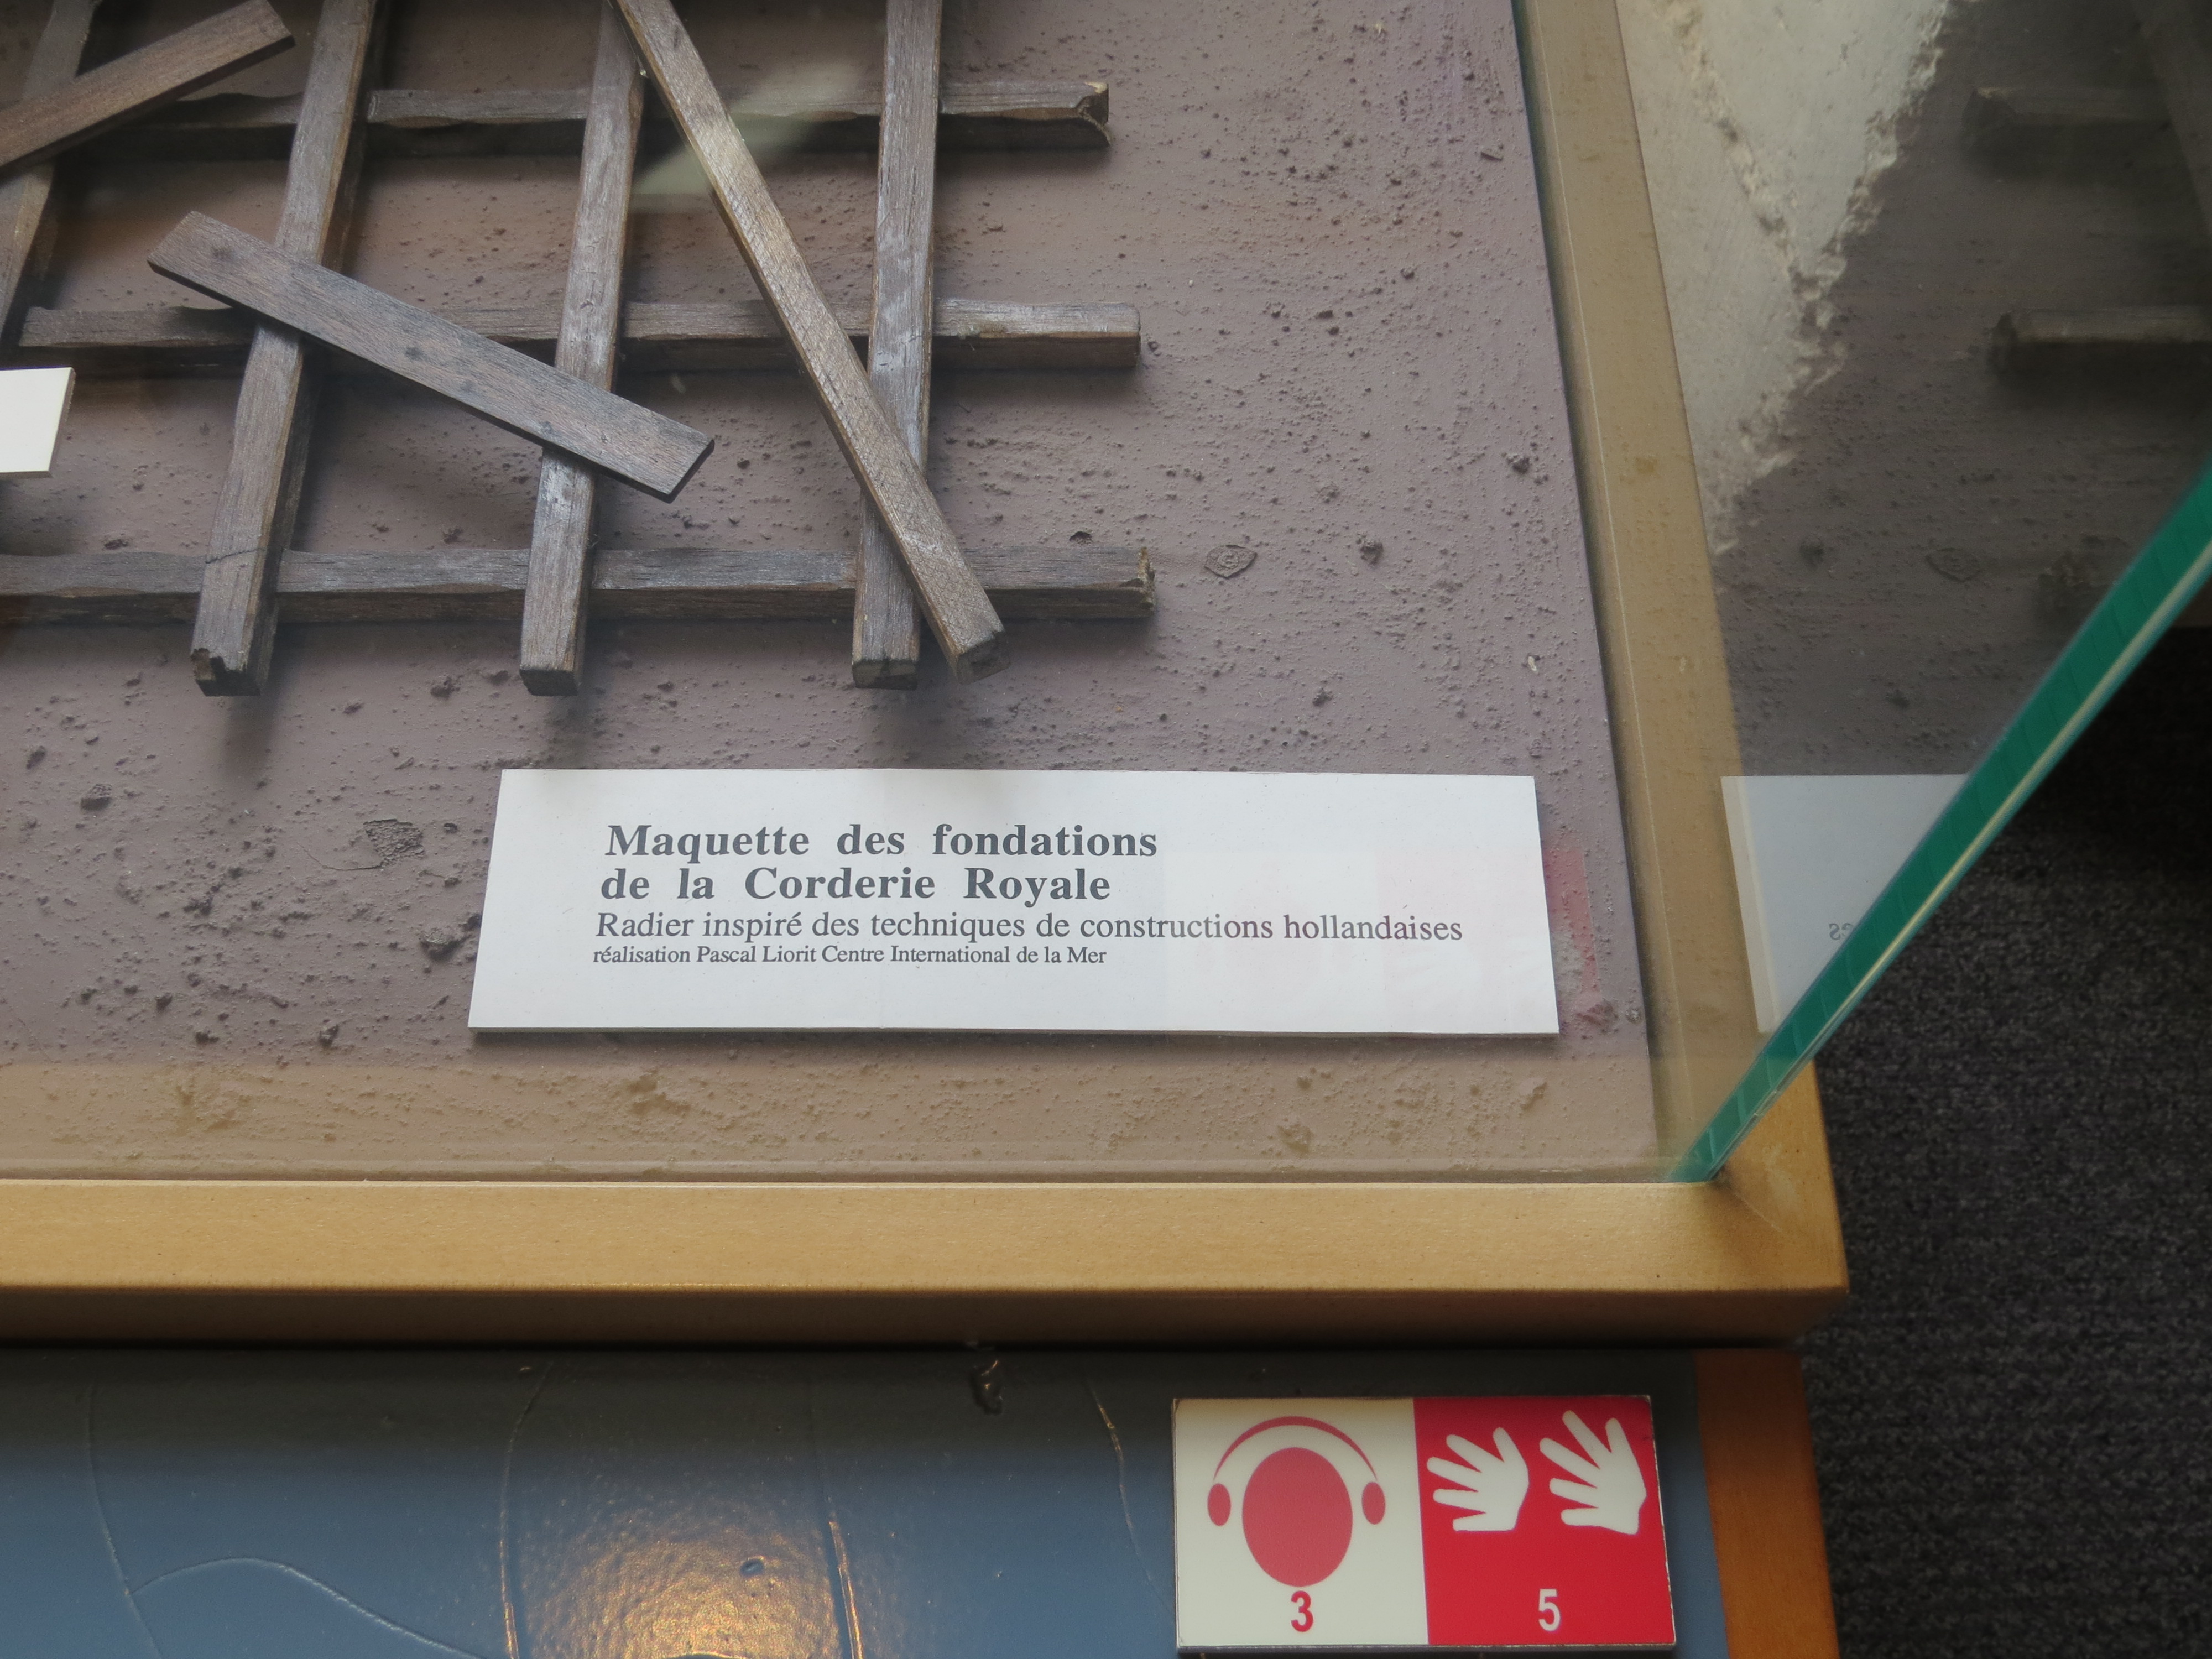 Maquette des fondations
de la Corderie Royale
Radier inspiré des techniques de constructions hollandaises
réalisation Pascal Liorit Centre International de la Mer
3
5